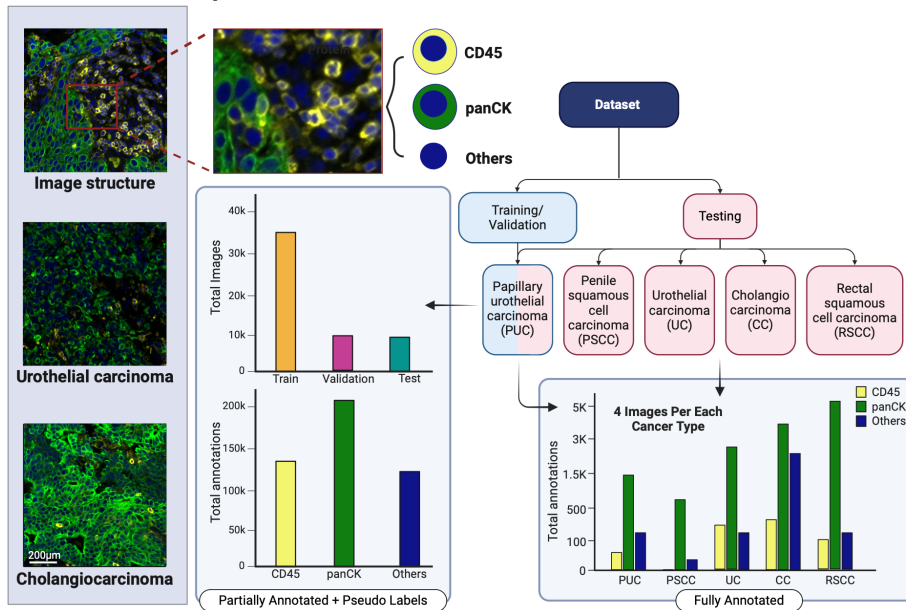 Image structure
Urothelial carcinoma
200µm
Cholangiocarcinoma
Protein
CD45
panCK
Others
Dataset
Training/
Validation
Testing
Papillary
urothelial
carcinoma
(PUC)
Penile
squamous
cell
carcinoma
(PSCC)
Urothelial
carcinoma
(UC)
Cholangio
carcinoma
(CC)
Rectal
squamous
cell carcinoma
(RSCC)
Total Images
40k
30k
20k
10k
0
Train
Validation
Test
Total annotations
200k
150k
100k
50k
0
CD45
panCK
Others
Partially Annotated + Pseudo Labels
4 Images Per Each
Cancer Type
CD45
panCK
Others
Total annotations
5K
3K
1.5K
500
100
0
PUC
PSCC
UC
CC
RSCC
Fully Annotated